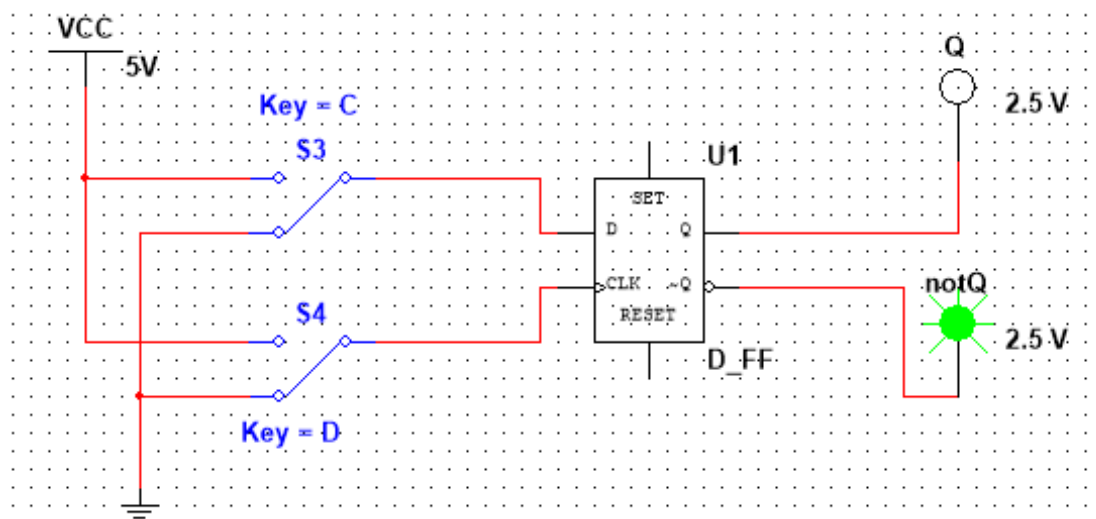 VCC
5V
Key = C
S3
S4
Key = D
U1
SET
D Q
CLK ~Q
RESET
D_FF
Q
2.5 V
notQ
2.5 V